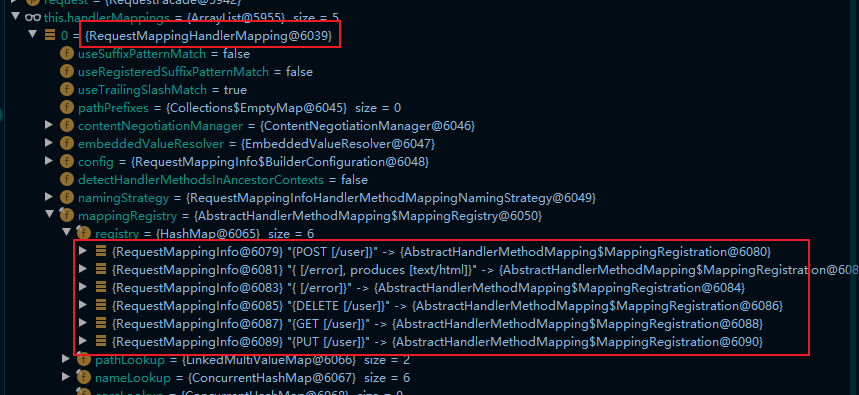 request = {RequestFacade@5942}
this.handlerMappings = {ArrayList@5955} size = 5
0 = {RequestMappingHandlerMapping@6039}
useSuffixPatternMatch = false
useRegisteredSuffixPatternMatch = false
useTrailingSlashMatch = true
pathPrefixes = {Collections$EmptyMap@6045} size = 0
contentNegotiationManager = {ContentNegotiationManager@6046}
embeddedValueResolver = {EmbeddedValueResolver@6047}
config = {RequestMappingInfo$BuilderConfiguration@6048}
detectHandlerMethodsInAncestorContexts = false
namingStrategy = {RequestMappingInfoHandlerMethodMappingNamingStrategy@6049}
mappingRegistry = {AbstractHandlerMethodMapping$MappingRegistry@6050}
registry = {HashMap@6065} size = 6
{RequestMappingInfo@6079} "{POST [/user]}" -> {AbstractHandlerMethodMapping$MappingRegistration@6080}
{RequestMappingInfo@6081} "{ [/error], produces [text/html]}" -> {AbstractHandlerMethodMapping$MappingRegistration@608
{RequestMappingInfo@6083} "{ [/error]}" -> {AbstractHandlerMethodMapping$MappingRegistration@6084}
{RequestMappingInfo@6085} "{DELETE [/user]}" -> {AbstractHandlerMethodMapping$MappingRegistration@6086}
{RequestMappingInfo@6087} "{GET [/user]}" -> {AbstractHandlerMethodMapping$MappingRegistration@6088}
{RequestMappingInfo@6089} "{PUT [/user]}" -> {AbstractHandlerMethodMapping$MappingRegistration@6090}
pathLookup = {LinkedMultiValueMap@6066} size = 2
nameLookup = {ConcurrentHashMap@6067} size = 6
corsLookup = {ConcurrentHashMap@6068} size = 0